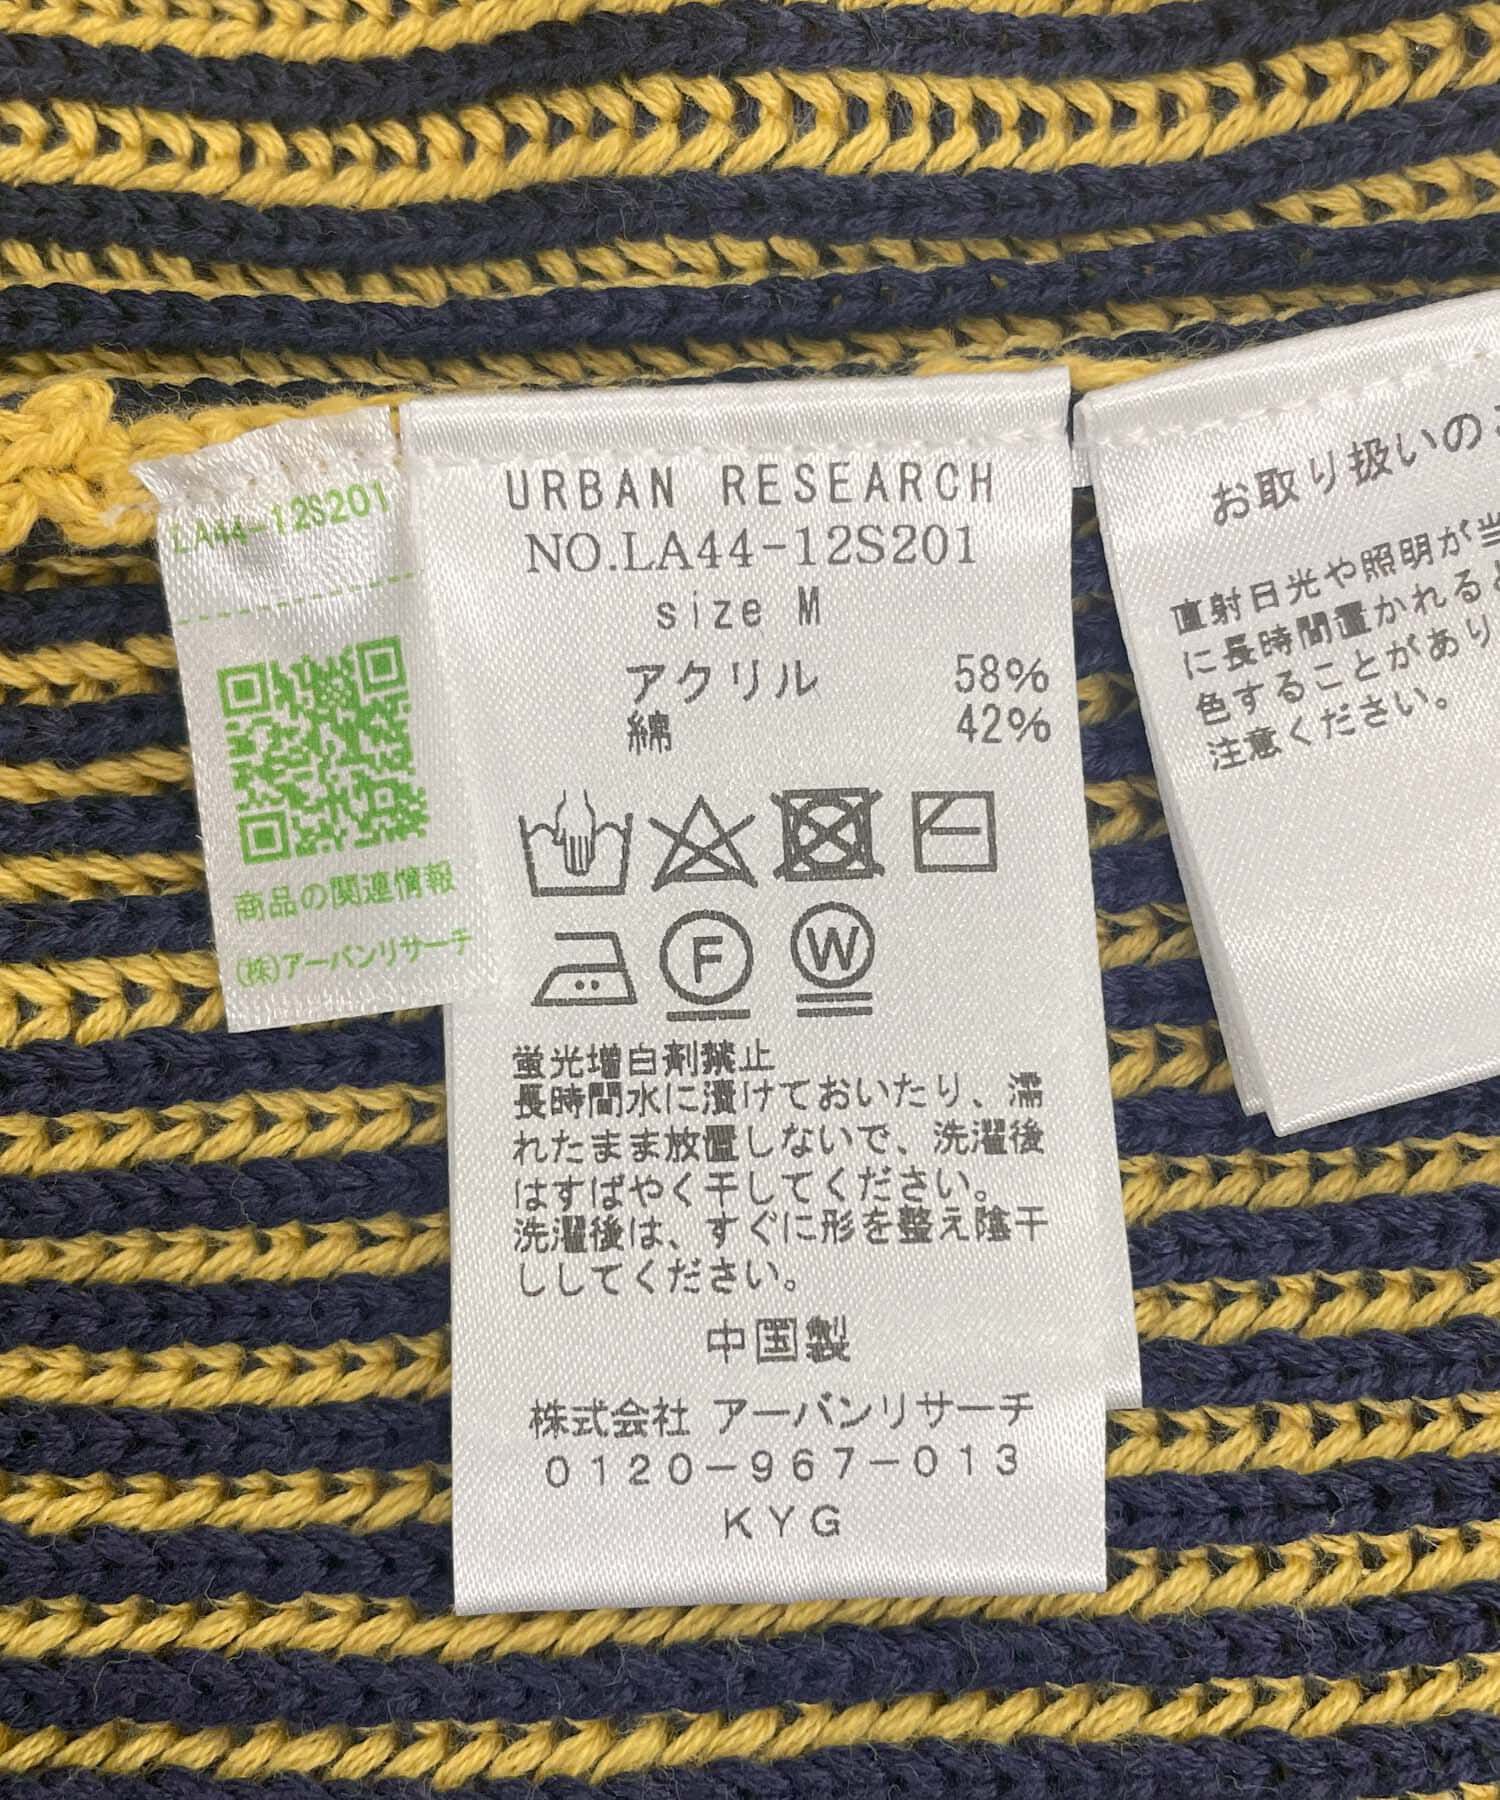 LA44-12S201
商品の関連情報
(株)アーバンリサーチ
URBAN RESEARCH
NO.LA44-12S201
size M
アクリル 58%
綿 42%
F W
蛍光増白剤禁止
長時間水に漬けておいたり、濡
れたまま放置しないで、洗濯後
はすばやく干してください。
洗濯後は、すぐに形を整え陰干
ししてください。
中国製
株式会社 アーバンリサーチ
0120-967-013
KYG
お取り扱いの
直射日光や照明が当
に長時間置かれると
色することがあり
注意ください。